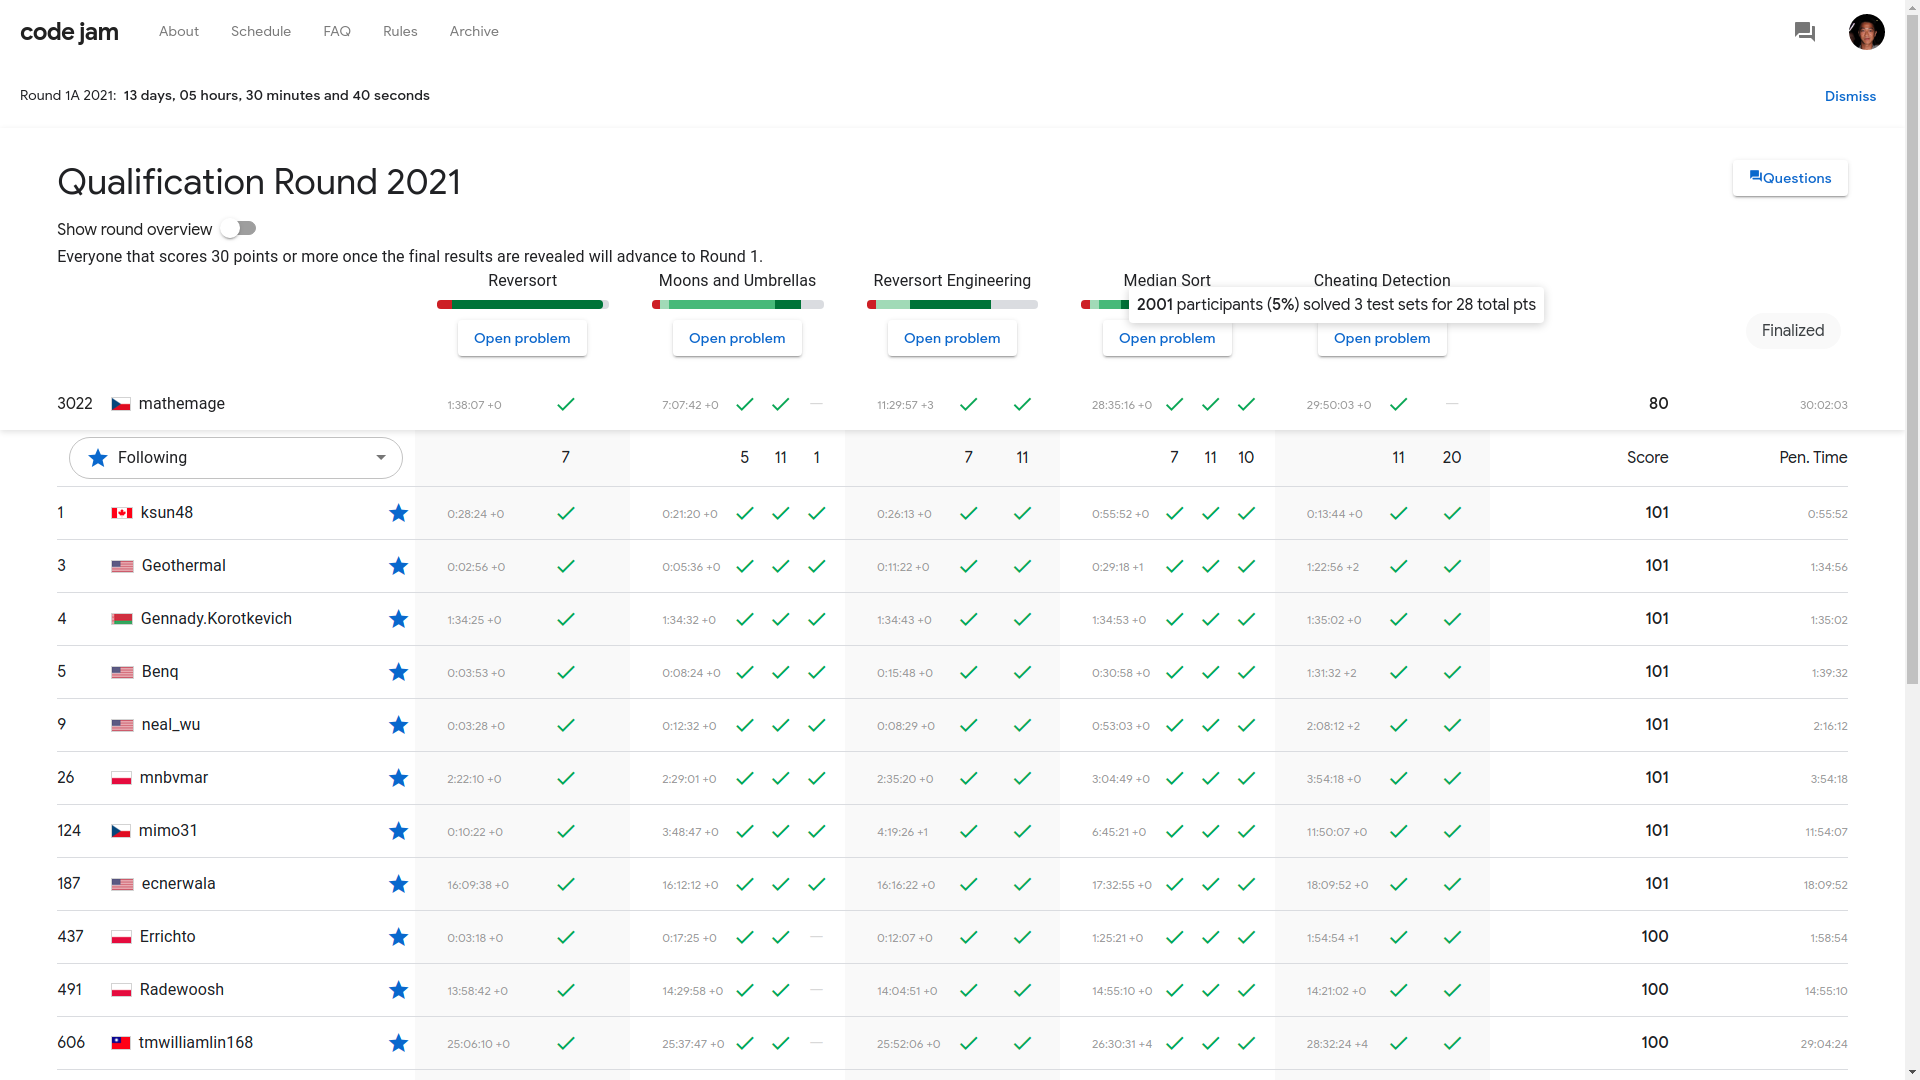 code jam About Schedule FAQ Rules Archive
Round 1A 2021: 13 days, 05 hours, 30 minutes and 40 seconds Dismiss
Qualification Round 2021 Questions
Show round overview
Everyone that scores 30 points or more once the final results are revealed will advance to Round 1.
Reversort Moons and Umbrellas Reversort Engineering Median Sort Cheating Detection
2001 participants (5%) solved 3 test sets for 28 total pts
Open problem Open problem Open problem Open problem Open problem Finalized
3022 mathemage 1:38:07 +0 7:07:42 +0 11:29:57 +3 28:35:16 +0 29:50:03 +0 80 30:02:03
Following 7 5 11 1 7 11 7 11 10 11 20 Score Pen. Time
1 ksun48 0:28:24 +0 0:21:20 +0 0:26:13 +0 0:55:52 +0 0:13:44 +0 101 0:55:52
3 Geothermal 0:02:56 +0 0:05:36 +0 0:11:22 +0 0:29:18 +1 1:22:56 +2 101 1:34:56
4 Gennady.Korotkevich 1:34:25 +0 1:34:32 +0 1:34:43 +0 1:34:53 +0 1:35:02 +0 101 1:35:02
5 Benq 0:03:53 +0 0:08:24 +0 0:15:48 +0 0:30:58 +0 1:31:32 +2 101 1:39:32
9 neal_wu 0:03:28 +0 0:12:32 +0 0:08:29 +0 0:53:03 +0 2:08:12 +2 101 2:16:12
26 mnbvmar 2:22:10 +0 2:29:01 +0 2:35:20 +0 3:04:49 +0 3:54:18 +0 101 3:54:18
124 mimo31 0:10:22 +0 3:48:47 +0 4:19:26 +1 6:45:21 +0 11:50:07 +0 101 11:54:07
187 ecnerwala 16:09:38 +0 16:12:12 +0 16:16:22 +0 17:32:55 +0 18:09:52 +0 101 18:09:52
437 Errichto 0:03:18 +0 0:17:25 +0 0:12:07 +0 1:25:21 +0 1:54:54 +1 100 1:58:54
491 Radewoosh 13:58:42 +0 14:29:58 +0 14:04:51 +0 14:55:10 +0 14:21:02 +0 100 14:55:10
606 tmwilliamlin168 25:06:10 +0 25:37:47 +0 25:52:06 +0 26:30:31 +4 28:32:24 +4 100 29:04:24